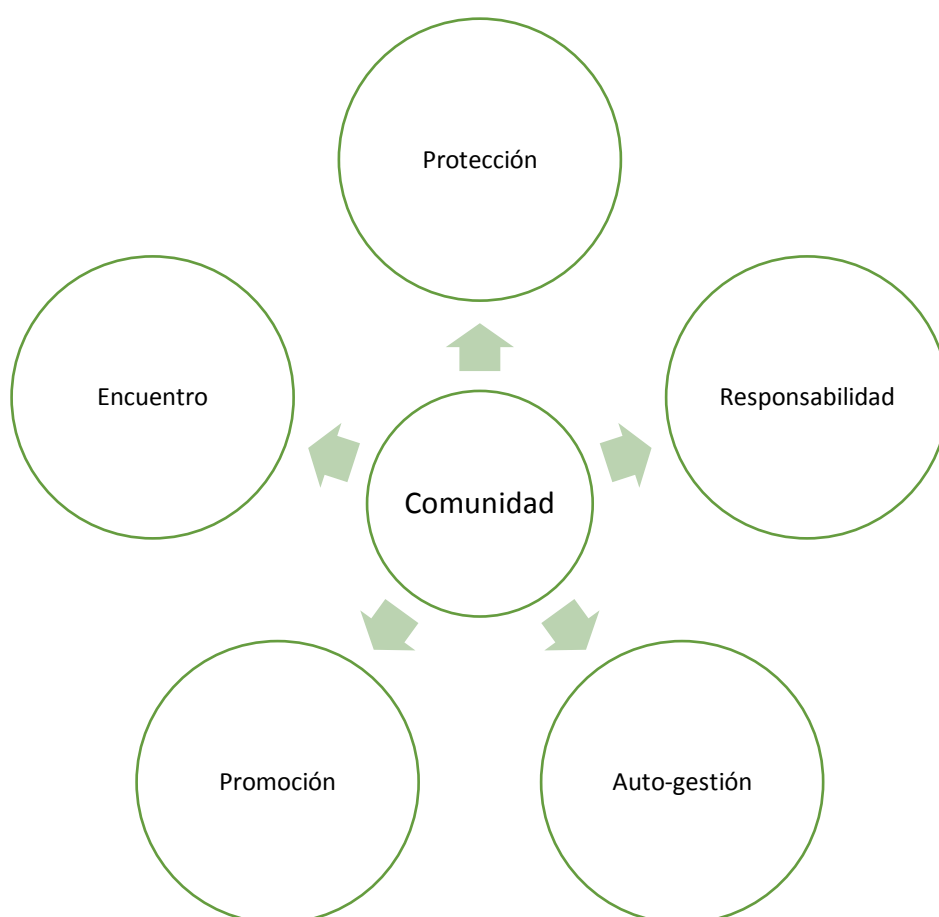 Protección
Encuentro
Responsabilidad
Comunidad
Promoción
Auto-gestión